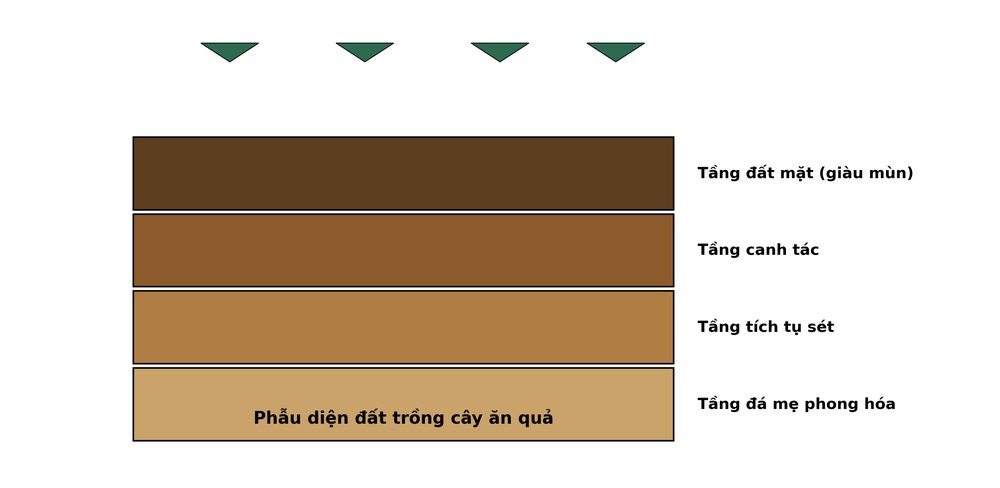 Tầng đất mặt (giàu mùn)
Tầng canh tác
Tầng tích tụ sét
Tầng đá mẹ phong hóa
Phẫu diện đất trồng cây ăn quả